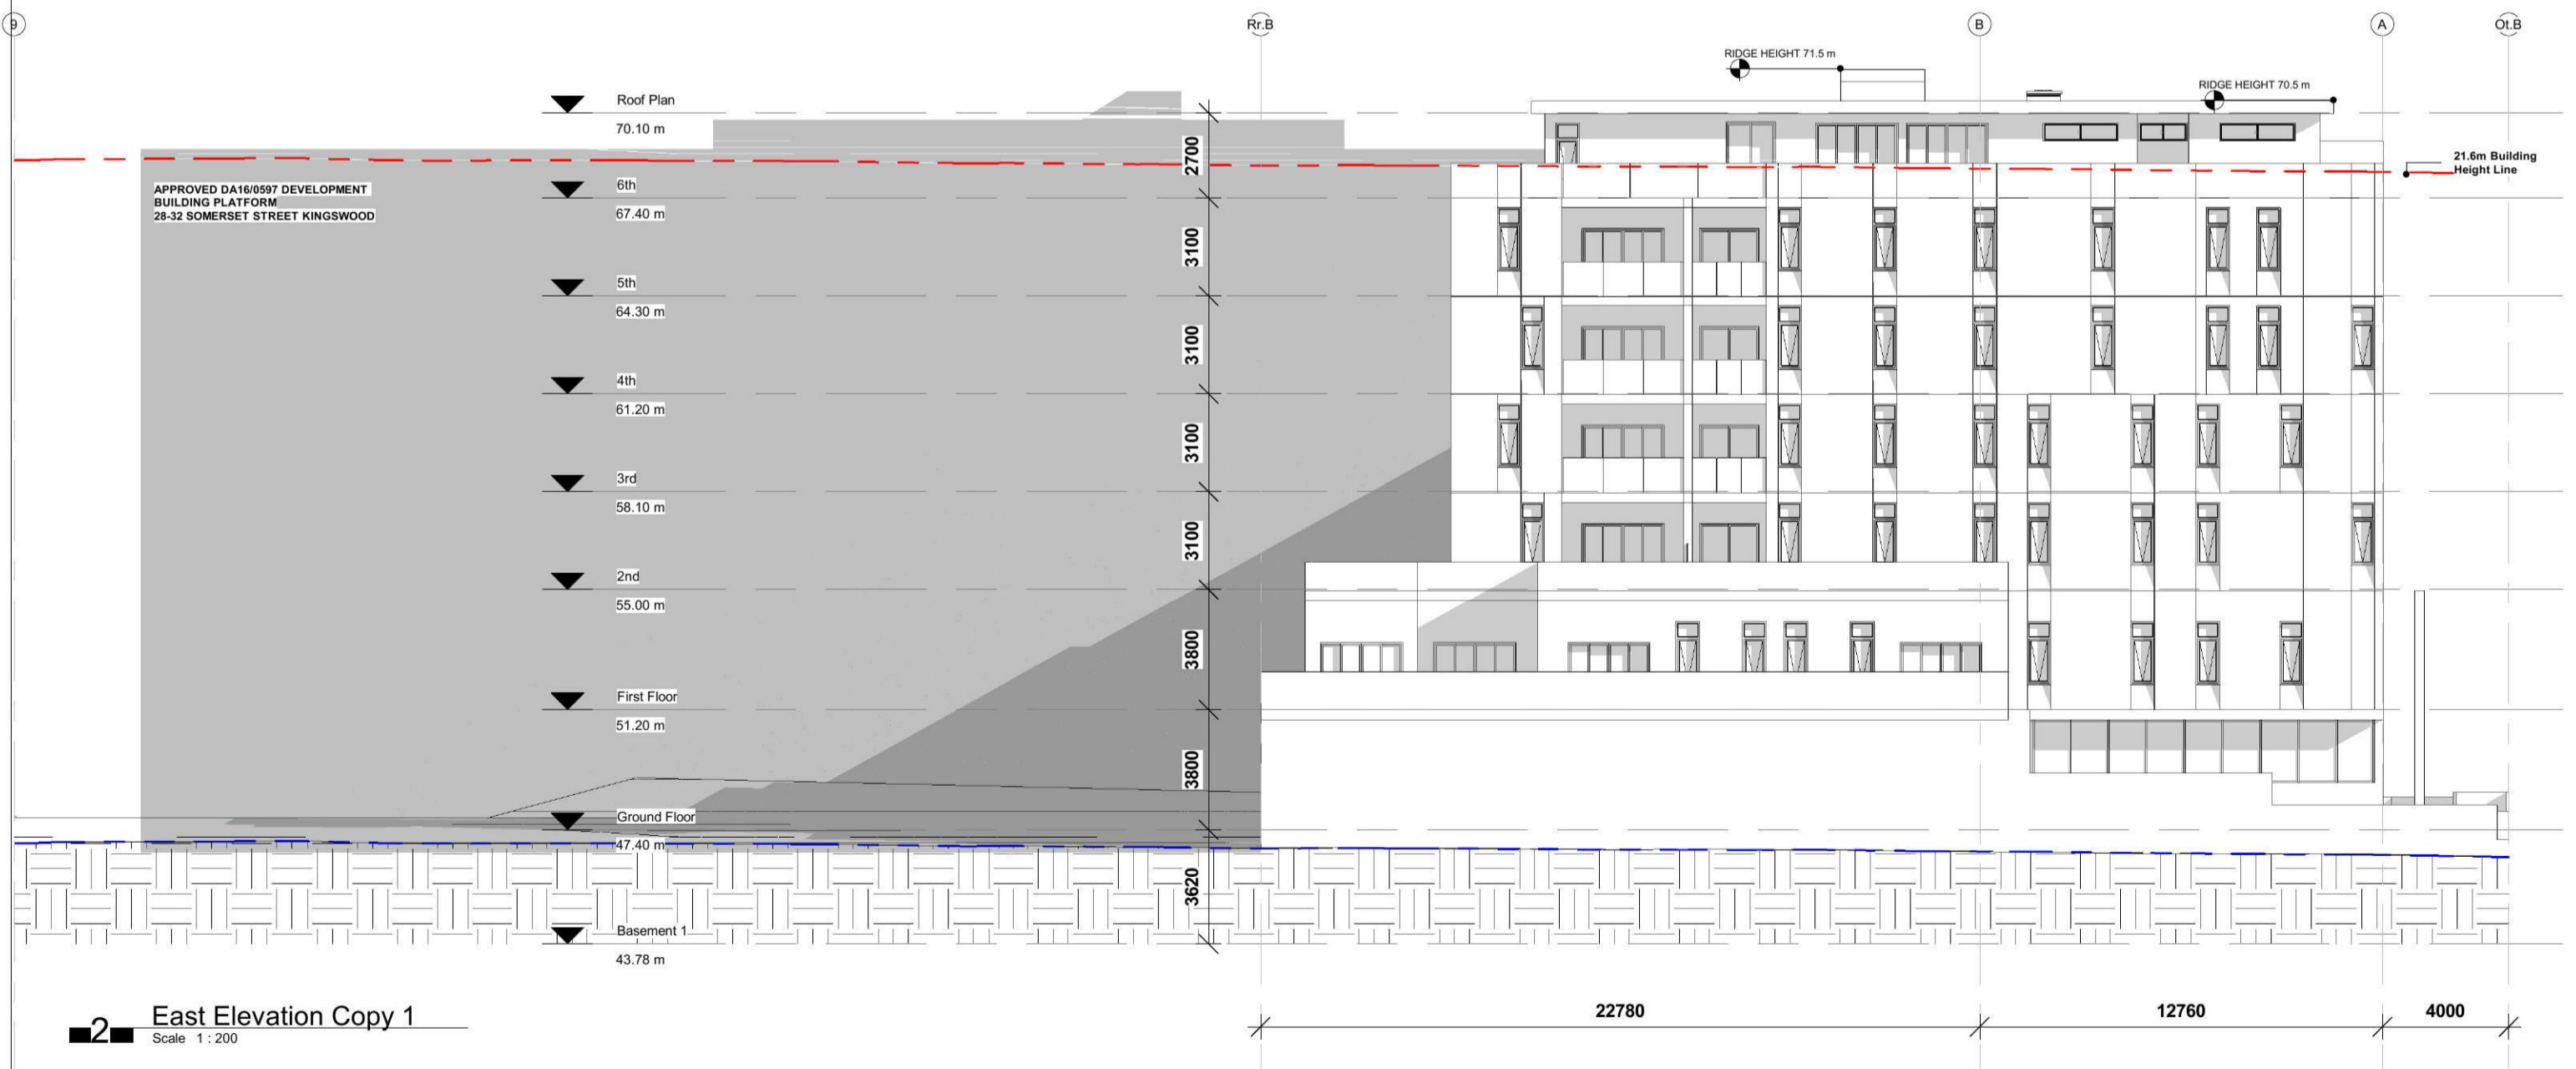 9
Rr.B
B
A
Ot.B
RIDGE HEIGHT 71.5 m
RIDGE HEIGHT 70.5 m
Roof Plan
70.10 m
2700
21.6m Building
Height Line
APPROVED DA16/0597 DEVELOPMENT
BUILDING PLATFORM
28-32 SOMERSET STREET KINGSWOOD
6th
67.40 m
3100
5th
64.30 m
3100
4th
61.20 m
3100
3rd
58.10 m
3100
2nd
55.00 m
3800
First Floor
51.20 m
3800
Ground Floor
47.40 m
3620
Basement 1
43.78 m
22780
12760
4000
2
East Elevation Copy 1
Scale 1 : 200